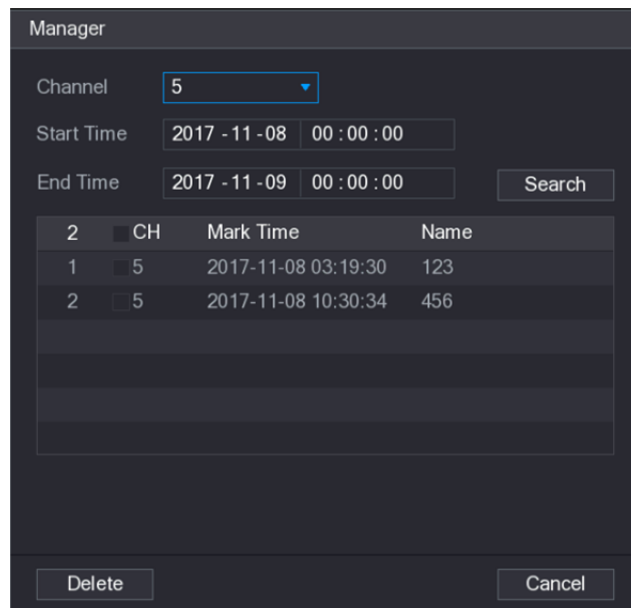 Manager
Channel 5
Start Time 2017 - 11 - 08 00 : 00 : 00
End Time 2017 - 11 - 09 00 : 00 : 00 Search
2 CH Mark Time Name
1 5 2017-11-08 03:19:30 123
2 5 2017-11-08 10:30:34 456
Delete Cancel